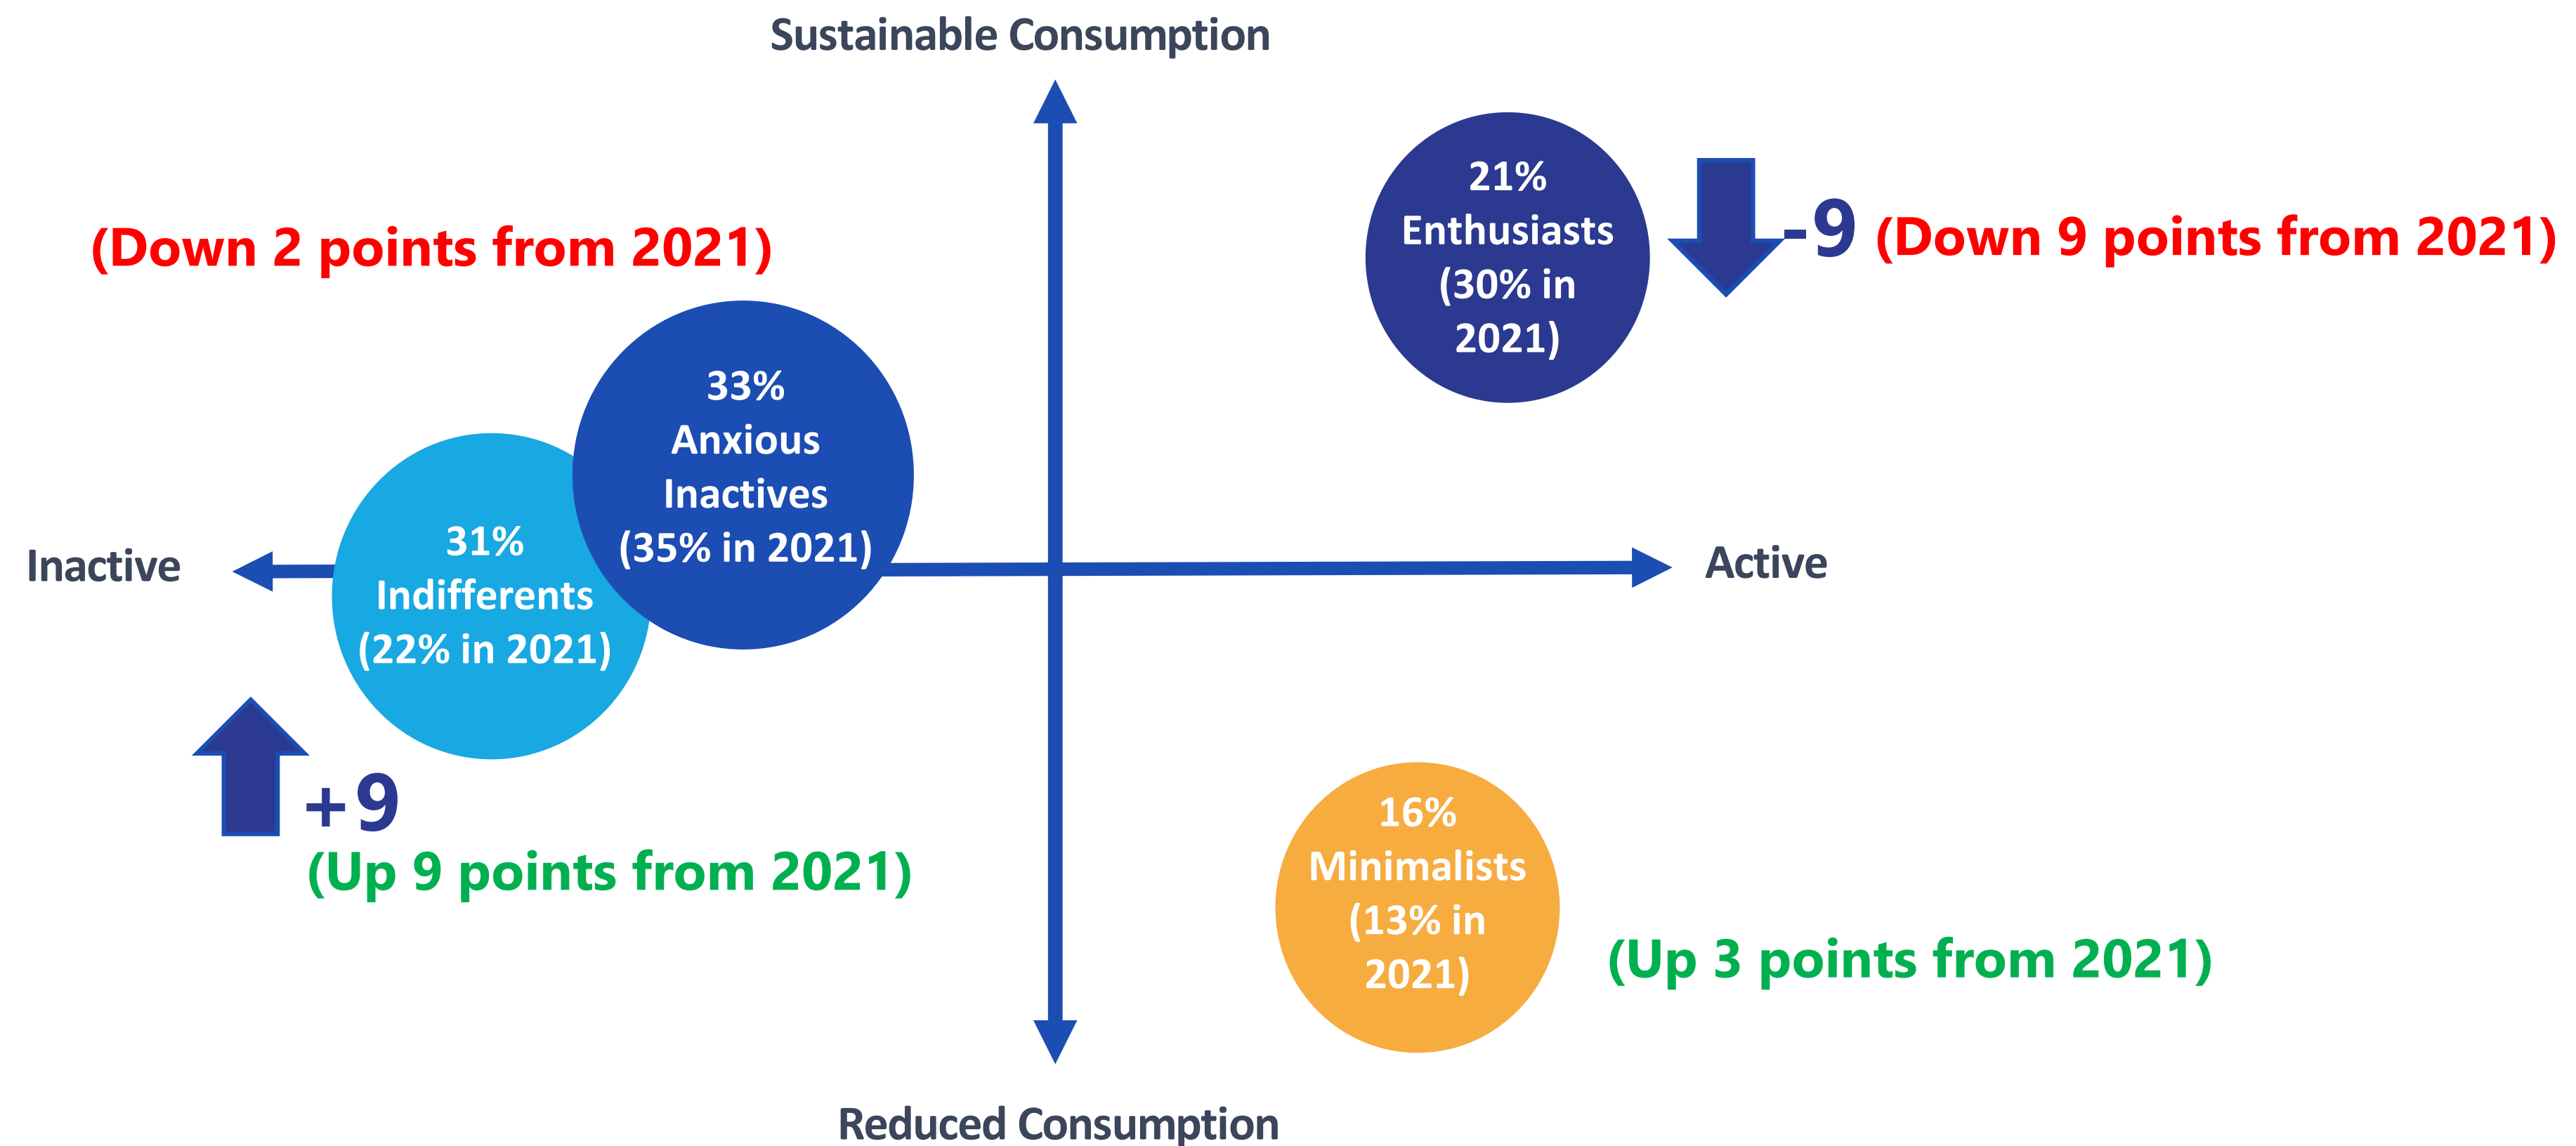 Sustainable Consumption
21%
Enthusiasts
(30% in
2021)
-9
(Down 9 points from 2021)
(Down 2 points from 2021)
33%
Anxious
Inactives
(35% in 2021)
31%
Indifferents
(22% in 2021)
Inactive
Active
+9
(Up 9 points from 2021)
16%
Minimalists
(13% in
2021)
(Up 3 points from 2021)
Reduced Consumption